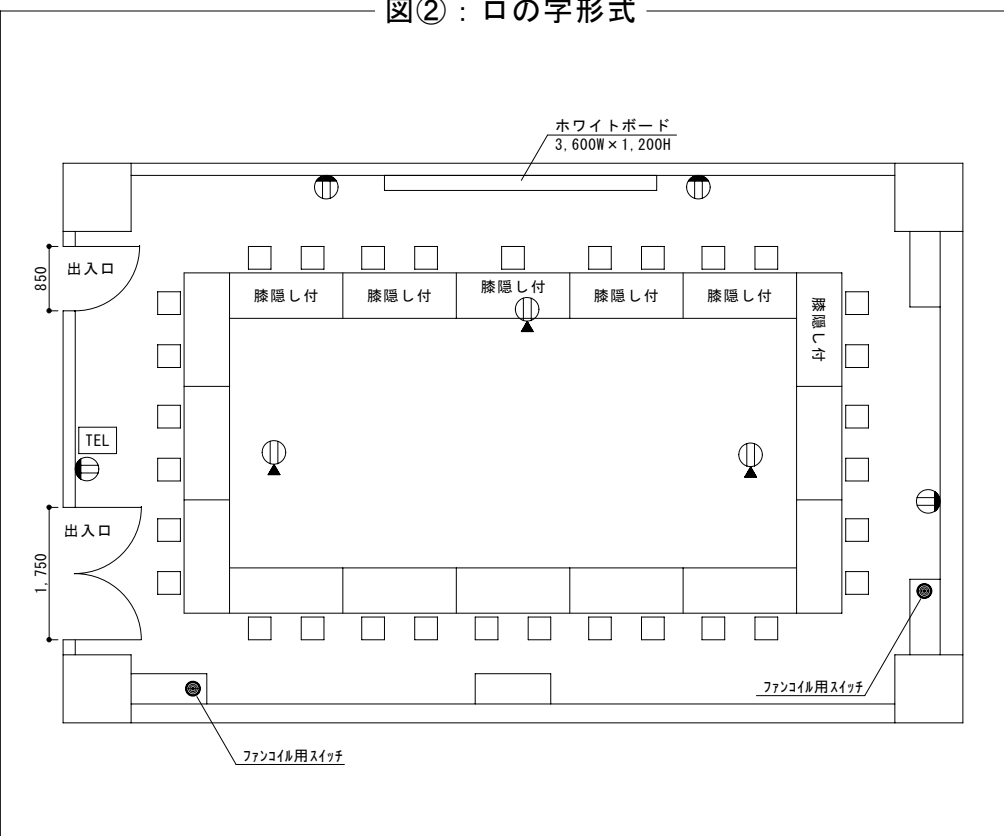 図②：ロの字形式
ホワイトボード
3,600W×1,200H
850
出入口
膝隠し付
膝隠し付
膝隠し付
膝隠し付
膝隠し付
膝隠し付
TEL
出入口
1,750
ファンコイル用スイッチ
ファンコイル用スイッチ